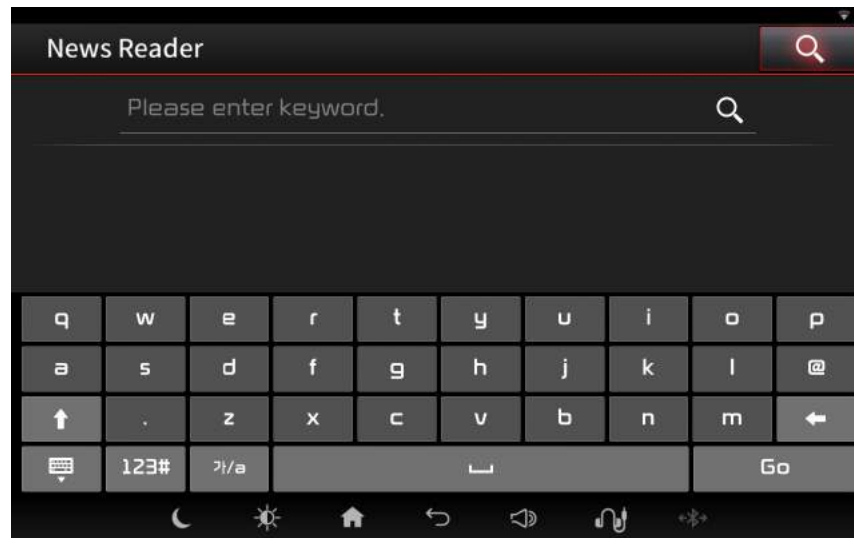 News Reader
Please enter keyword.
q w e r t y u i o p
a s d f g h j k l @
. z x c v b n m
123# 가/a Go